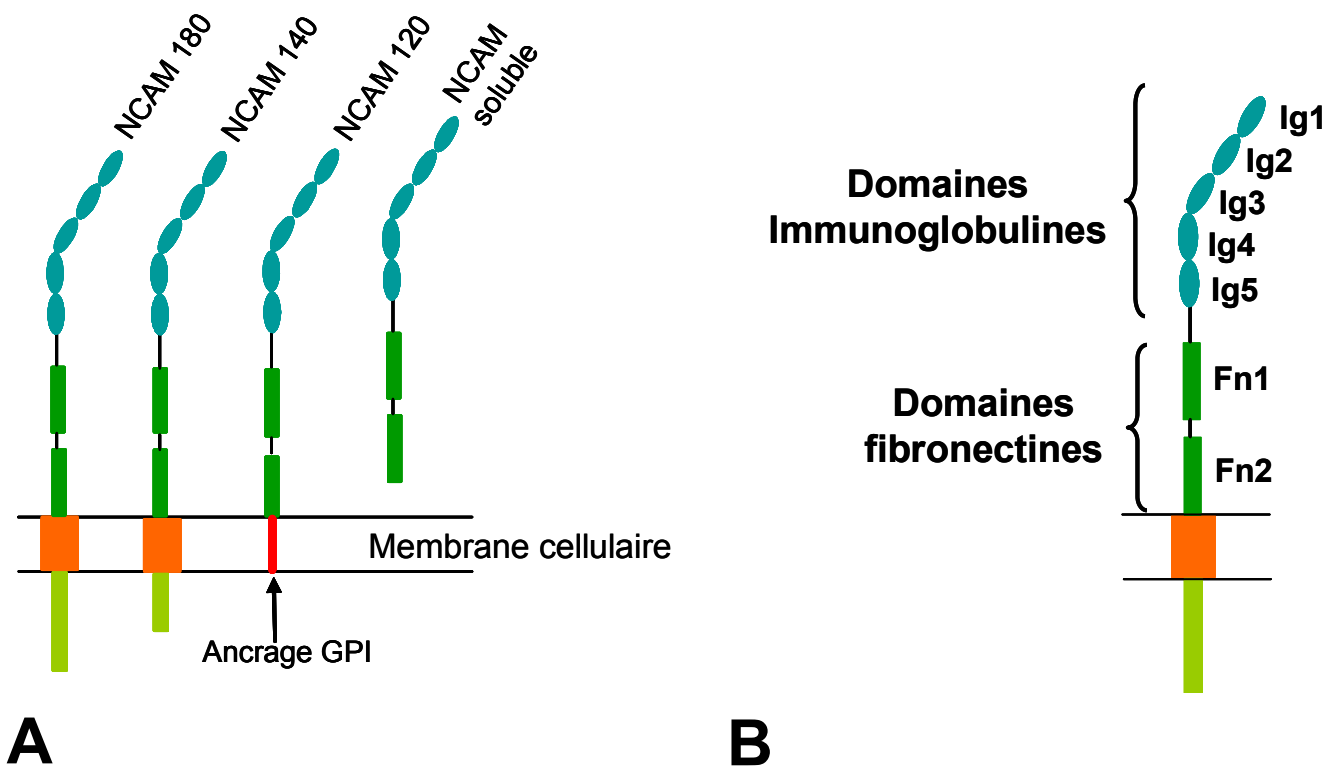 NCAM 180
NCAM 140
NCAM 120
NCAM
soluble
Membrane cellulaire
Ancrage GPI
A
Domaines
Immunoglobulines
Ig1
Ig2
Ig3
Ig4
Ig5
Domaines
fibronectines
Fn1
Fn2
B